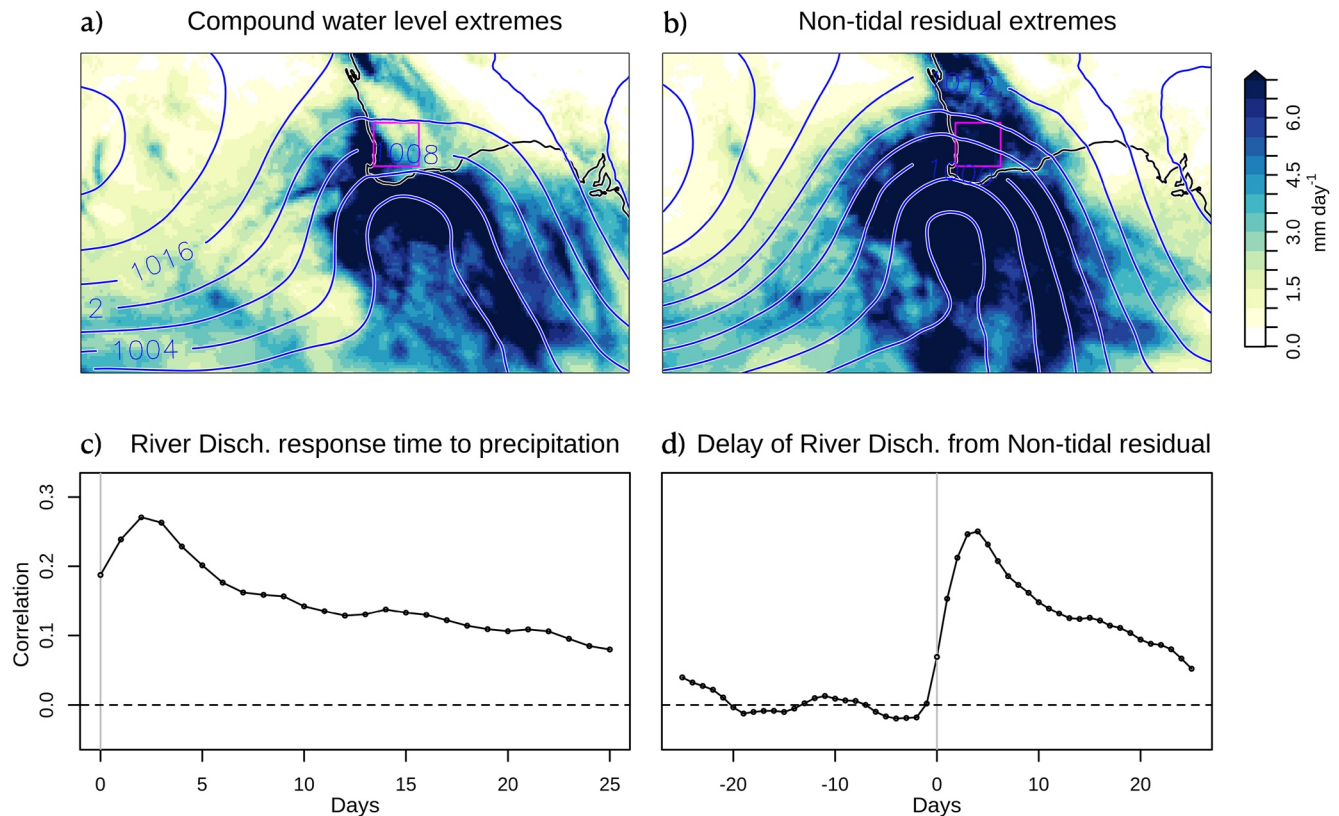 a) Compound water level extremes
b) Non-tidal residual extremes
1008
1016
2
1004
1012
6.0
4.5
3.0
1.5
0.0
mm day-1
c) River Disch. response time to precipitation
d) Delay of River Disch. from Non-tidal residual
Correlation
0.3
0.2
0.1
0.0
0 5 10 15 20 25
Days
-20 -10 0 10 20
Days